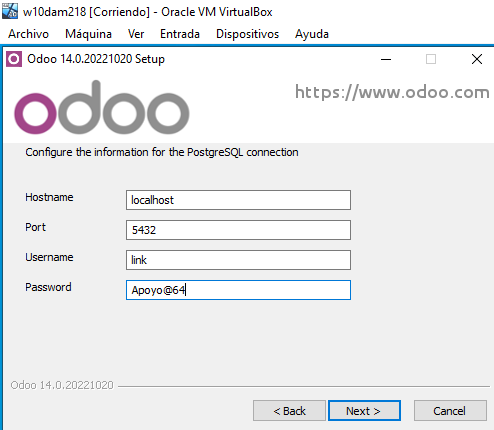 w10dam218 [Corriendo] - Oracle VM VirtualBox
Archivo Máquina Ver Entrada Dispositivos Ayuda
Odoo 14.0.20221020 Setup
odoo
https://www.odoo.com
Configure the information for the PostgreSQL connection
Hostname localhost
Port 5432
Username link
Password Apoyo@64
Odoo 14.0.20221020
< Back Next > Cancel